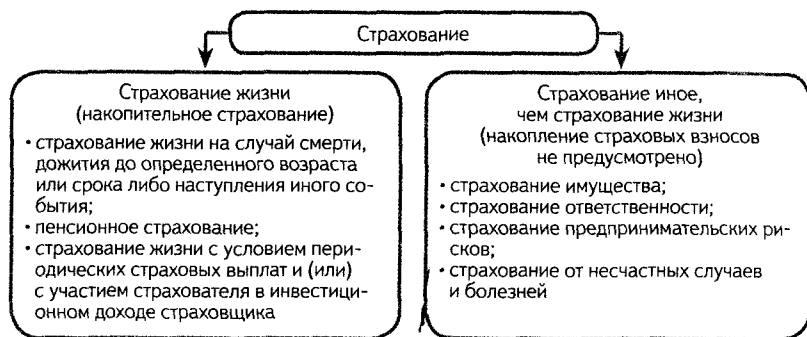 Страхование
Страхование жизни
(накопительное страхование)
• страхование жизни на случай смерти,
дожития до определенного возраста
или срока либо наступления иного со-
бытия;
• пенсионное страхование;
• страхование жизни с условием пери-
одических страховых выплат и (или)
с участием страхователя в инвестици-
онном доходе страховщика
Страхование иное,
чем страхование жизни
(накопление страховых взносов
не предусмотрено)
• страхование имущества;
• страхование ответственности;
• страхование предпринимательских ри-
сков;
• страхование от несчастных случаев
и болезней